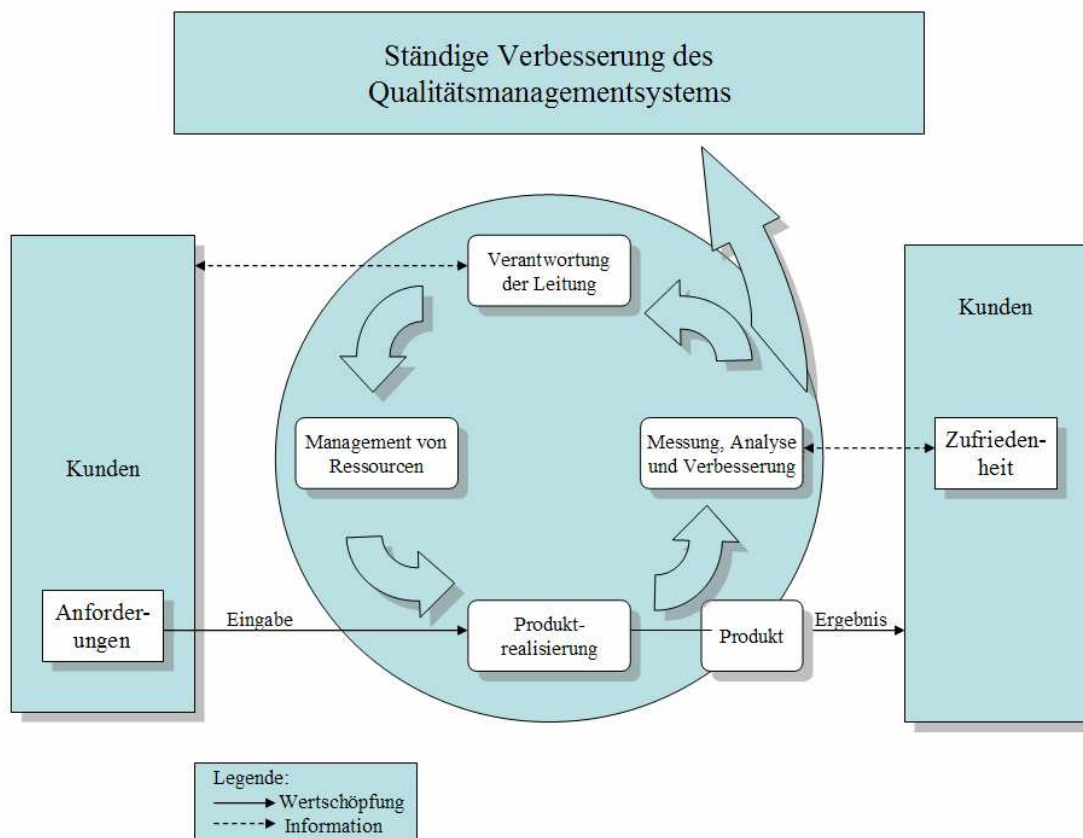 Ständige Verbesserung des
Qualitätsmanagementsystems
Verantwortung
der Leitung
Kunden
Management von
Ressourcen
Messung, Analyse
und Verbesserung
Kunden
Zufrieden-
heit
Anforder-
ungen
Eingabe
Produkt-
realisierung
Produkt
Ergebnis
Legende:
Wertschöpfung
Information